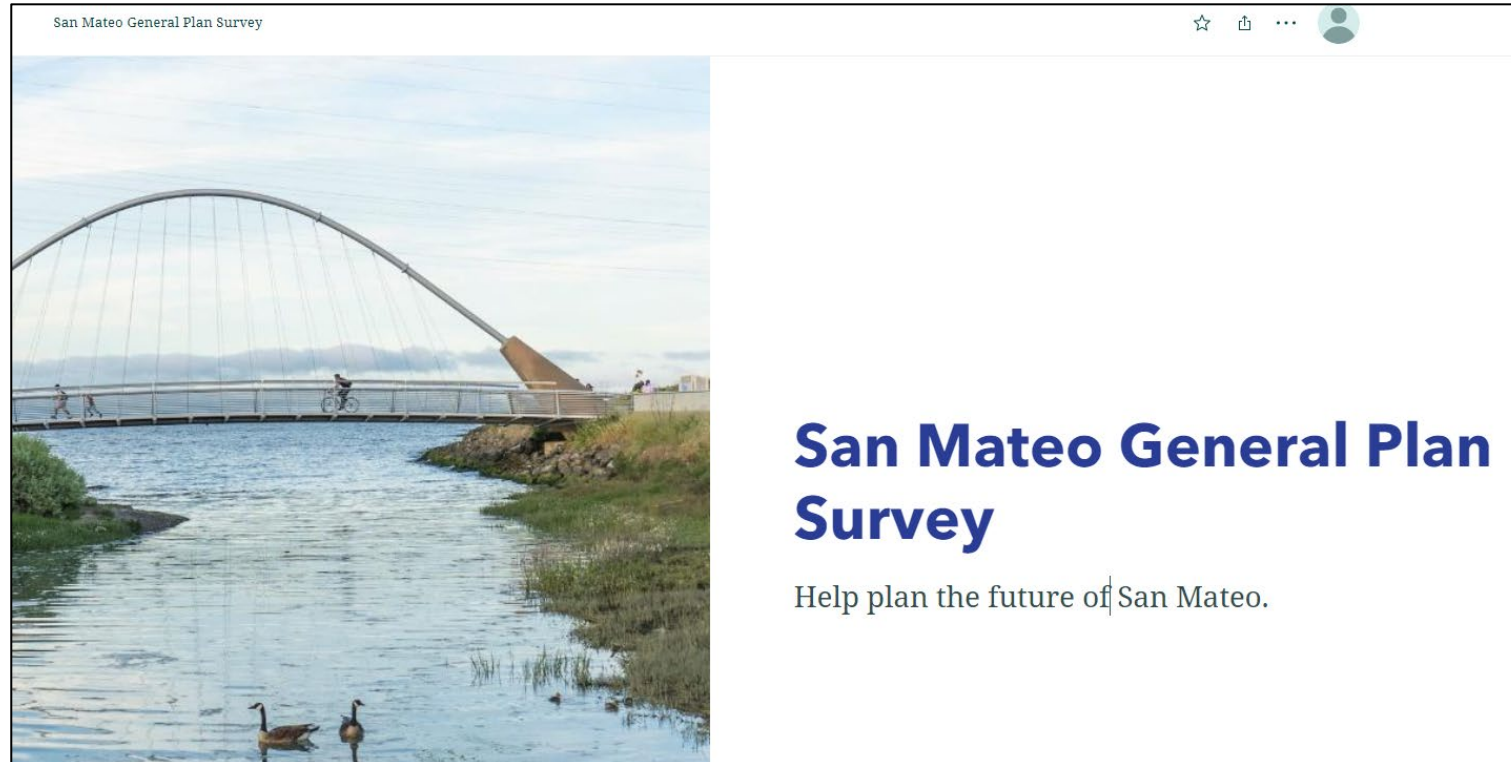 San Mateo General Plan Survey
San Mateo General Plan
Survey
Help plan the future of San Mateo.